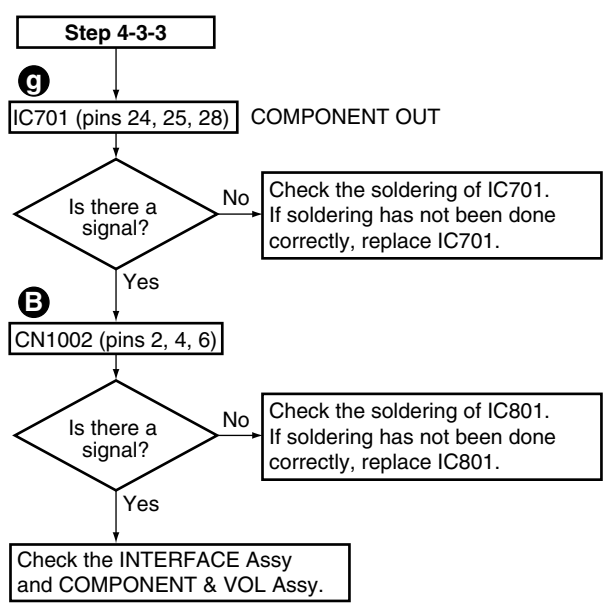 Step 4-3-3
g
IC701 (pins 24, 25, 28)
COMPONENT OUT
Is there a
signal?
No
Check the soldering of IC701.
If soldering has not been done
correctly, replace IC701.
Yes
B
CN1002 (pins 2, 4, 6)
Is there a
signal?
No
Check the soldering of IC801.
If soldering has not been done
correctly, replace IC801.
Yes
Check the INTERFACE Assy
and COMPONENT & VOL Assy.